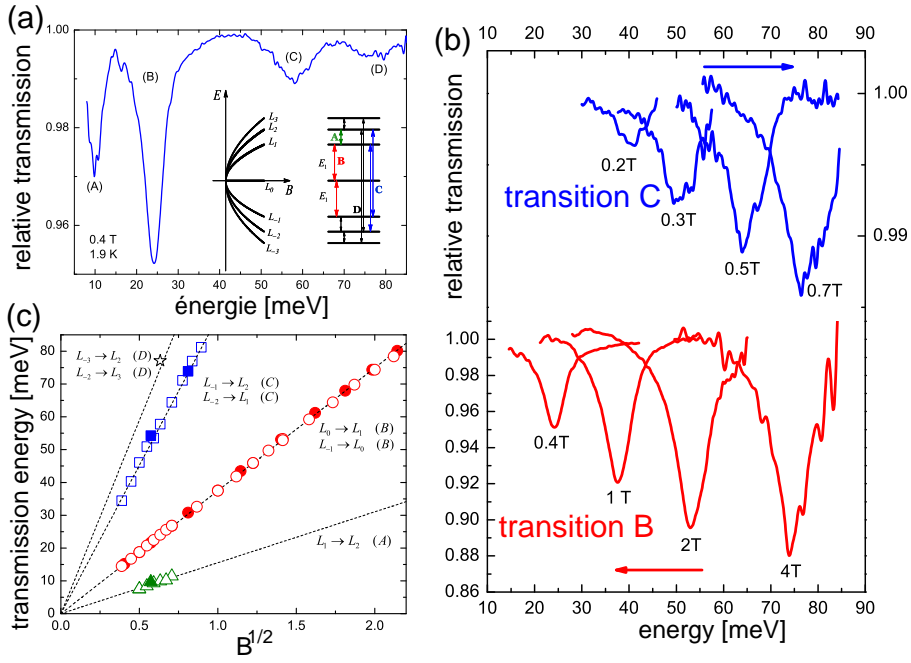 (a)
relative transmission
1.00
0.98
0.96
(A)
(B)
(C)
(D)
0.4 T
1.9 K
E
B
L₃
L₂
L₁
L₀
L₋₁
L₋₂
L₋₃
A
B
C
D
E₁
E₁
10 20 30 40 50 60 70 80
énergie [meV]
(b)
10 20 30 40 50 60 70 80 90
relative transmission
1.00
0.99
0.2T
0.3T
0.5T
0.7T
transition C
1.00
0.98
0.96
0.94
0.92
0.90
0.88
0.86
0.4T
1 T
2T
4T
transition B
10 20 30 40 50 60 70 80 90
energy [meV]
(c)
transmission energy [meV]
80
70
60
50
40
30
20
10
0
L₋₃ → L₂ (D)
L₋₂ → L₃ (D)
L₋₁ → L₂ (C)
L₋₂ → L₁ (C)
L₀ → L₁ (B)
L₋₁ → L₀ (B)
L₁ → L₂ (A)
0.0 0.5 1.0 1.5 2.0
B^1/2